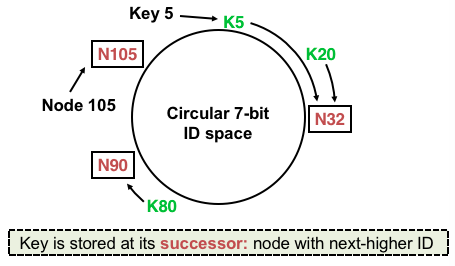 Key 5
K5
K20
N105
Node 105
Circular 7-bit
ID space
N32
N90
K80
Key is stored at its successor: node with next-higher ID